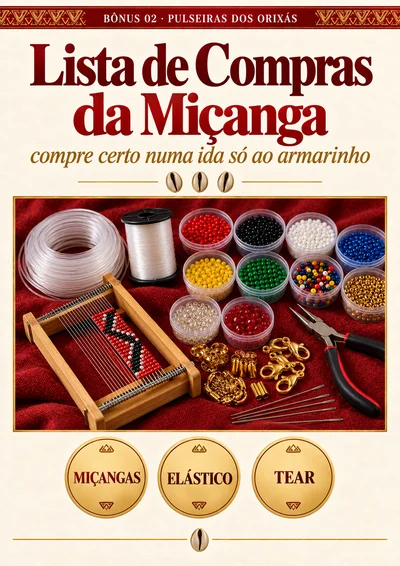 BÔNUS 02 · PULSEIRAS DOS ORIXÁS
Lista de Compras
da Miçanga
compre certo numa ida só ao armarinho
MIÇANGAS
ELÁSTICO
TEAR